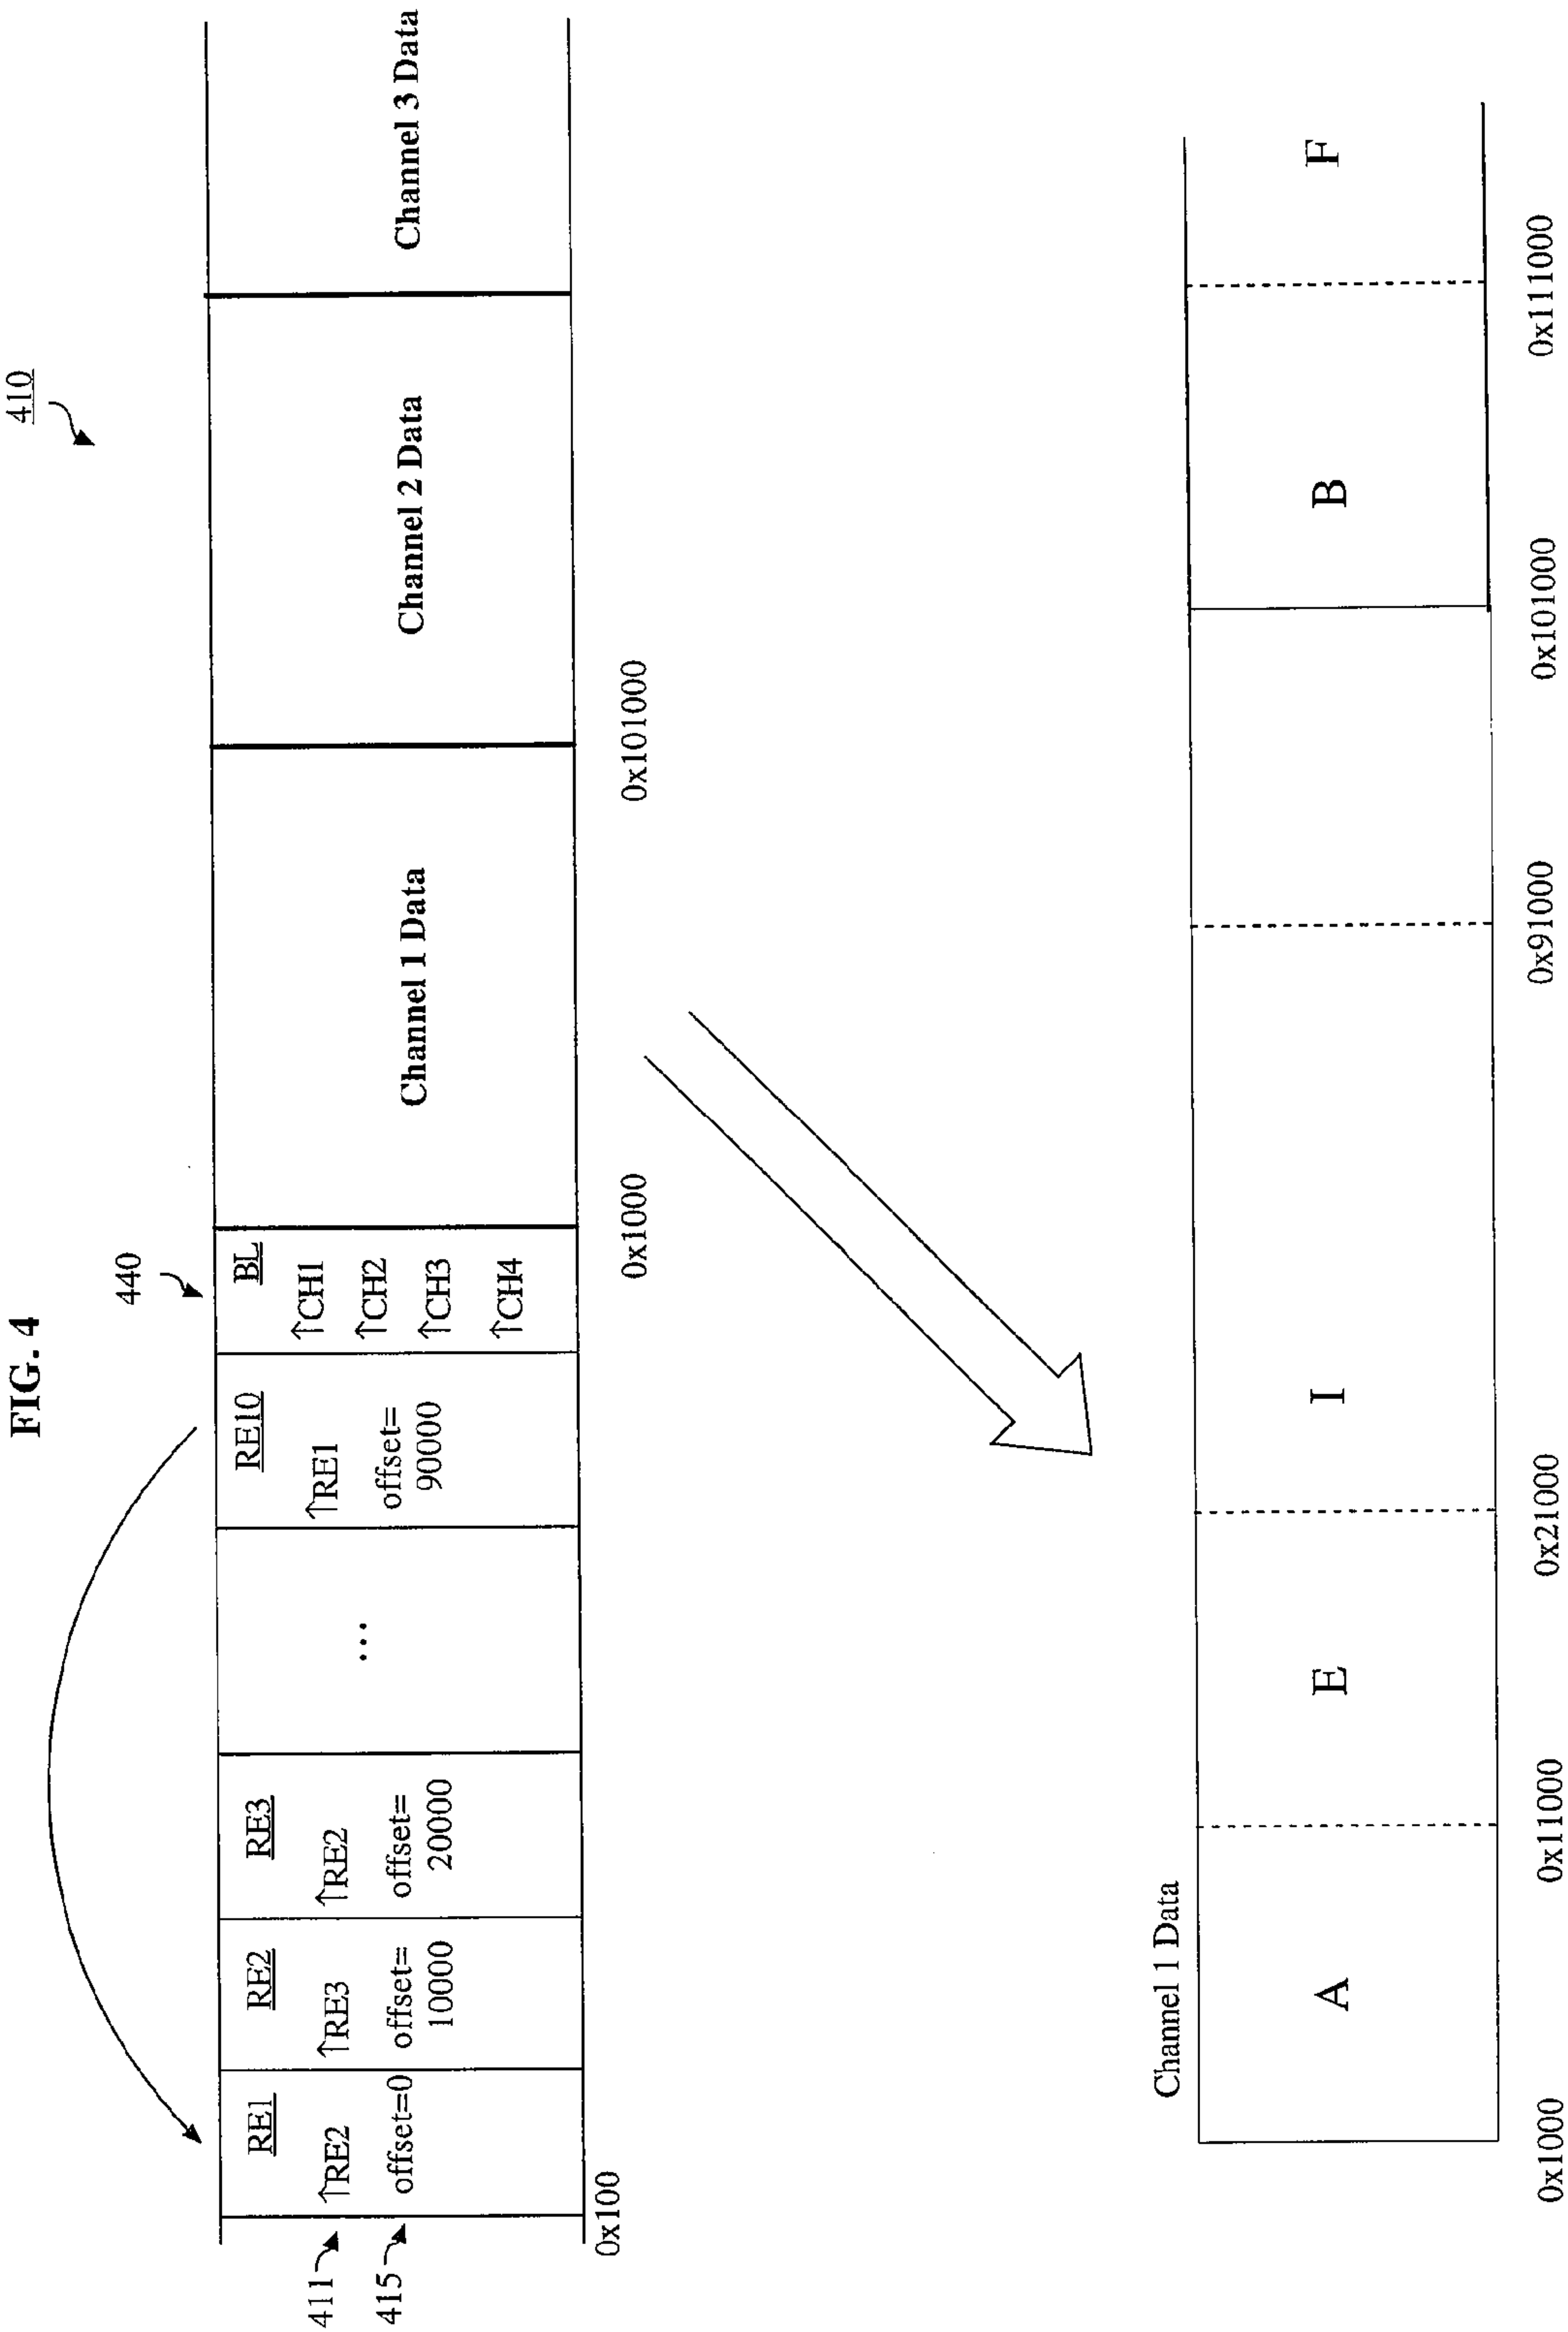 FIG. 4
410
440
411
415
RE1
↑RE2
offset=0
RE2
↑RE3
offset=
10000
RE3
↑RE2
offset=
20000
...
RE10
↑RE1
offset=
90000
BL
↑CH1
↑CH2
↑CH3
↑CH4
Channel 1 Data
Channel 2 Data
Channel 3 Data
0x100
0x1000
0x101000
Channel 1 Data
A
E
I
B
F
0x1000
0x11000
0x21000
0x91000
0x101000
0x111000